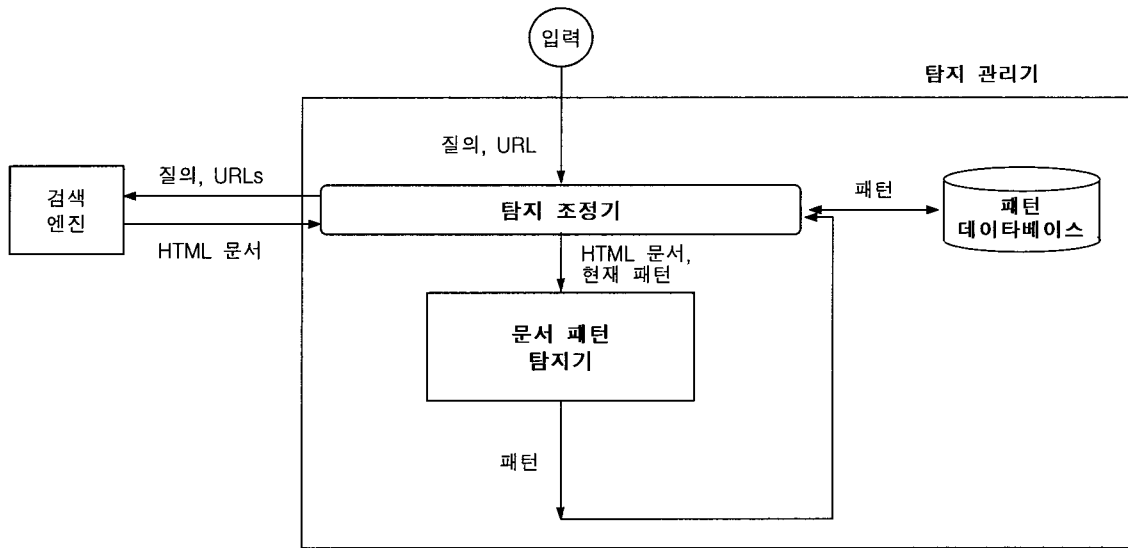 입력
탐지 관리기
질의, URL
질의, URLs
검색
엔진
HTML 문서
탐지 조정기
패턴
패턴
데이타베이스
HTML 문서,
현재 패턴
문서 패턴
탐지기
패턴